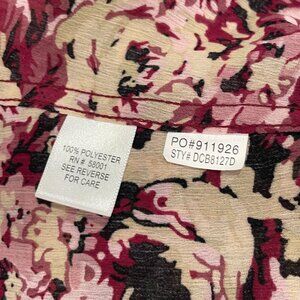 100% POLYESTER
RN # 58001
SEE REVERSE
FOR CARE
PO#911926
STY# DCB8127D